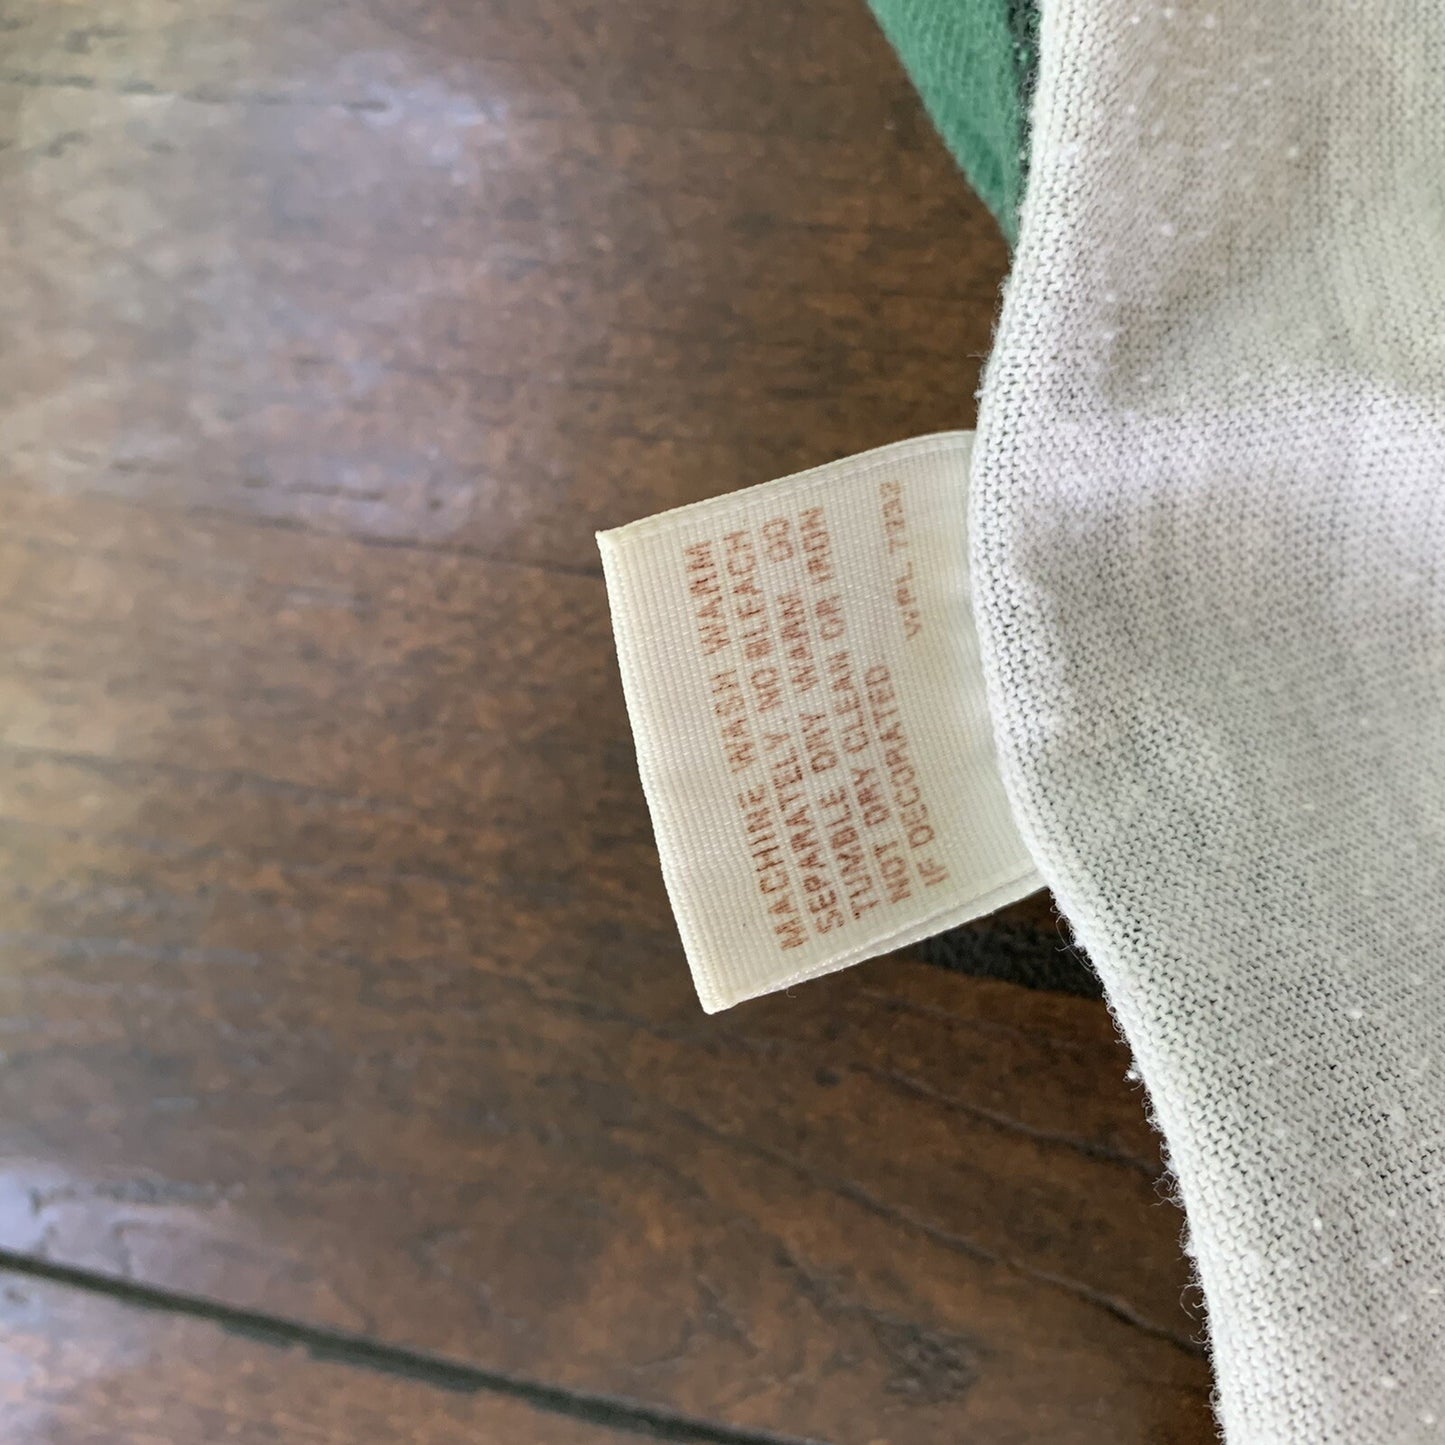 MACHINE WASH WARM
SEPARATELY, NO BLEACH.
TUMBLE DRY WARM. DO
NOT DRY CLEAN OR IRON
IF DECORATED